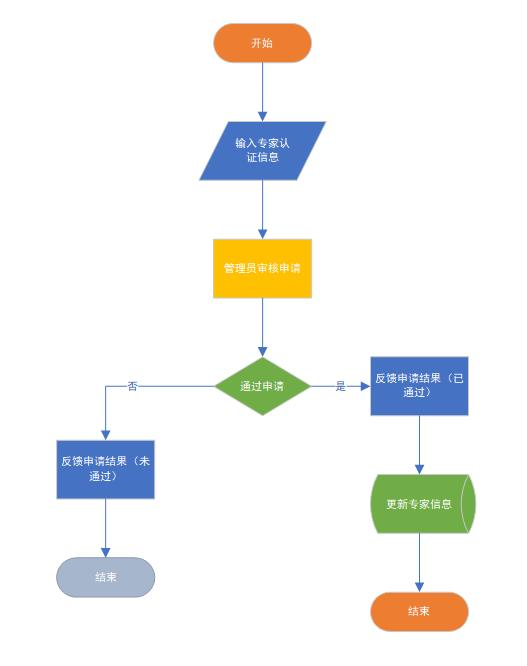 开始
输入专家认
证信息
管理员审核申请
通过申请
否
是
反馈申请结果（已
通过）
反馈申请结果（未
通过）
更新专家信息
结束
结束